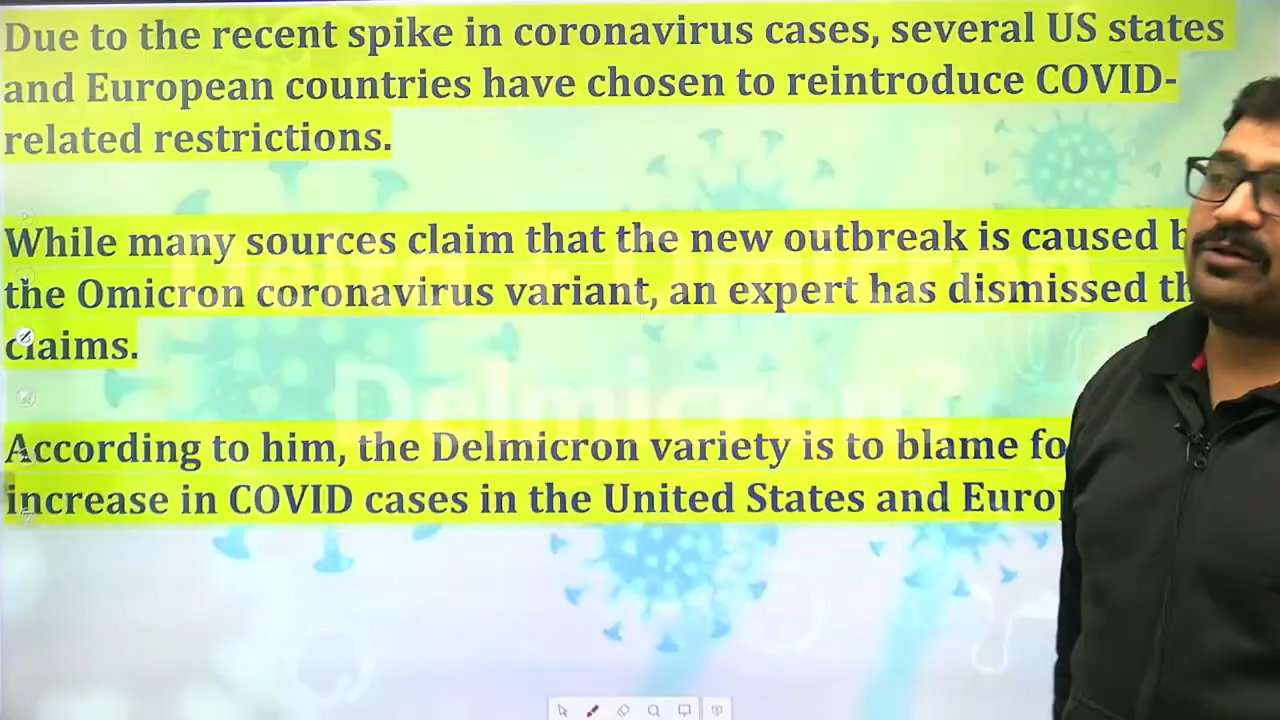 Due to the recent spike in coronavirus cases, several US states
and European countries have chosen to reintroduce COVID-
related restrictions.
While many sources claim that the new outbreak is caused
the Omicron coronavirus variant, an expert has dismissed
claims.
According to him, the Delmicron variety is to blame
increase in COVID cases in the United States and
Delmicron?